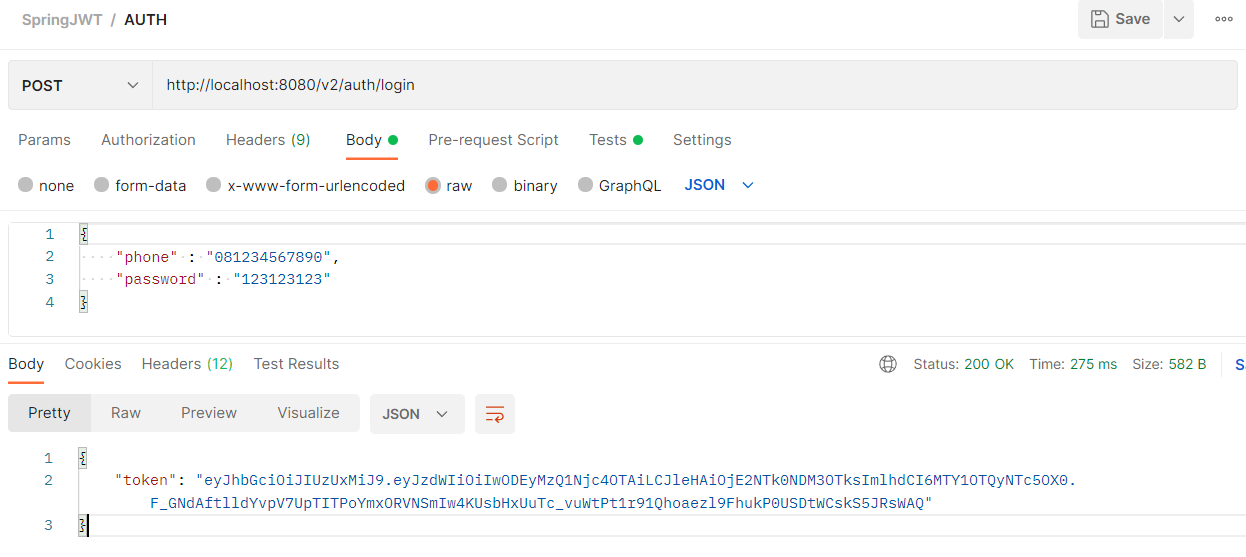 SpringJWT / AUTH Save
POST http://localhost:8080/v2/auth/login
Params Authorization Headers (9) Body Pre-request Script Tests Settings
none form-data x-www-form-urlencoded raw binary GraphQL JSON
1 {
2 "phone" : "081234567890",
3 "password" : "123123123"
4 }
Body Cookies Headers (12) Test Results Status: 200 OK Time: 275 ms Size: 582 B S
Pretty Raw Preview Visualize JSON
1 {
2 "token": "eyJhbGciOiJIUzUxMiJ9.eyJzdWIiOiIwODEyMzQ1Njc4OTAiLCJleHAiOjE2NTk0NDM3OTksImlhdCI6MTY1OTQyNTc5OX0.
F_GNdAftlldYvpV7UpTITPoYmxORVNSmIw4KUsbHxUuTc_vuWtPt1r91Qhoaezl9FhukP0USDtWCskS5JRsWAQ"
3 }